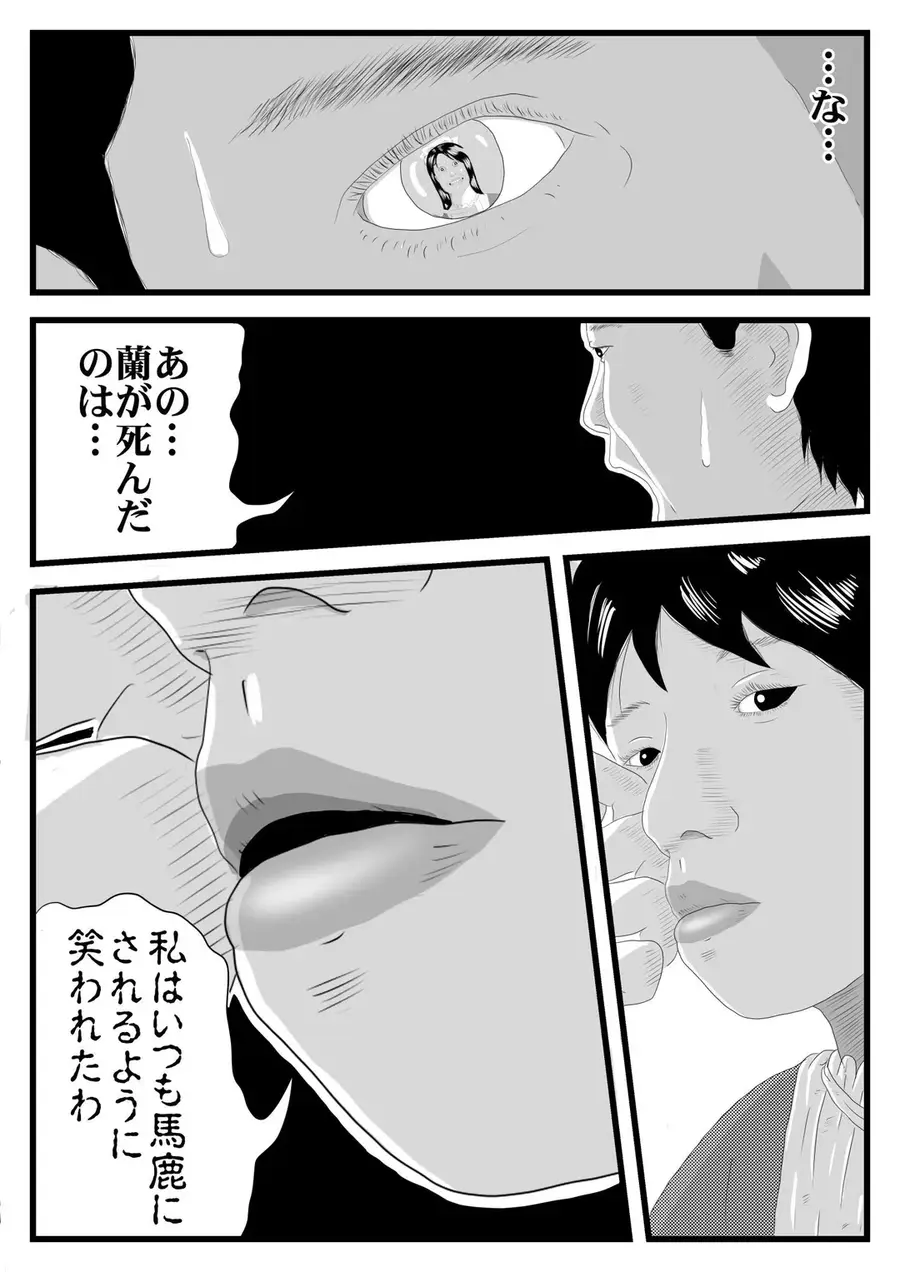 …な…
あの…
蘭が死んだ
のは…
私はいつも馬鹿に
されるように
笑われたわ